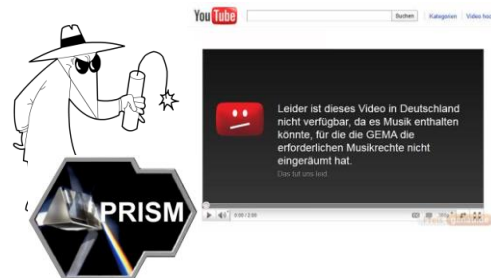 YouTube
Suchen
Kategorien
Video hoc
Leider ist dieses Video in Deutschland
nicht verfügbar, da es Musik enthalten
könnte, für die die GEMA die
erforderlichen Musikrechte nicht
eingeräumt hat.
Das tut uns leid.
PRISM
0:00 / 2:00